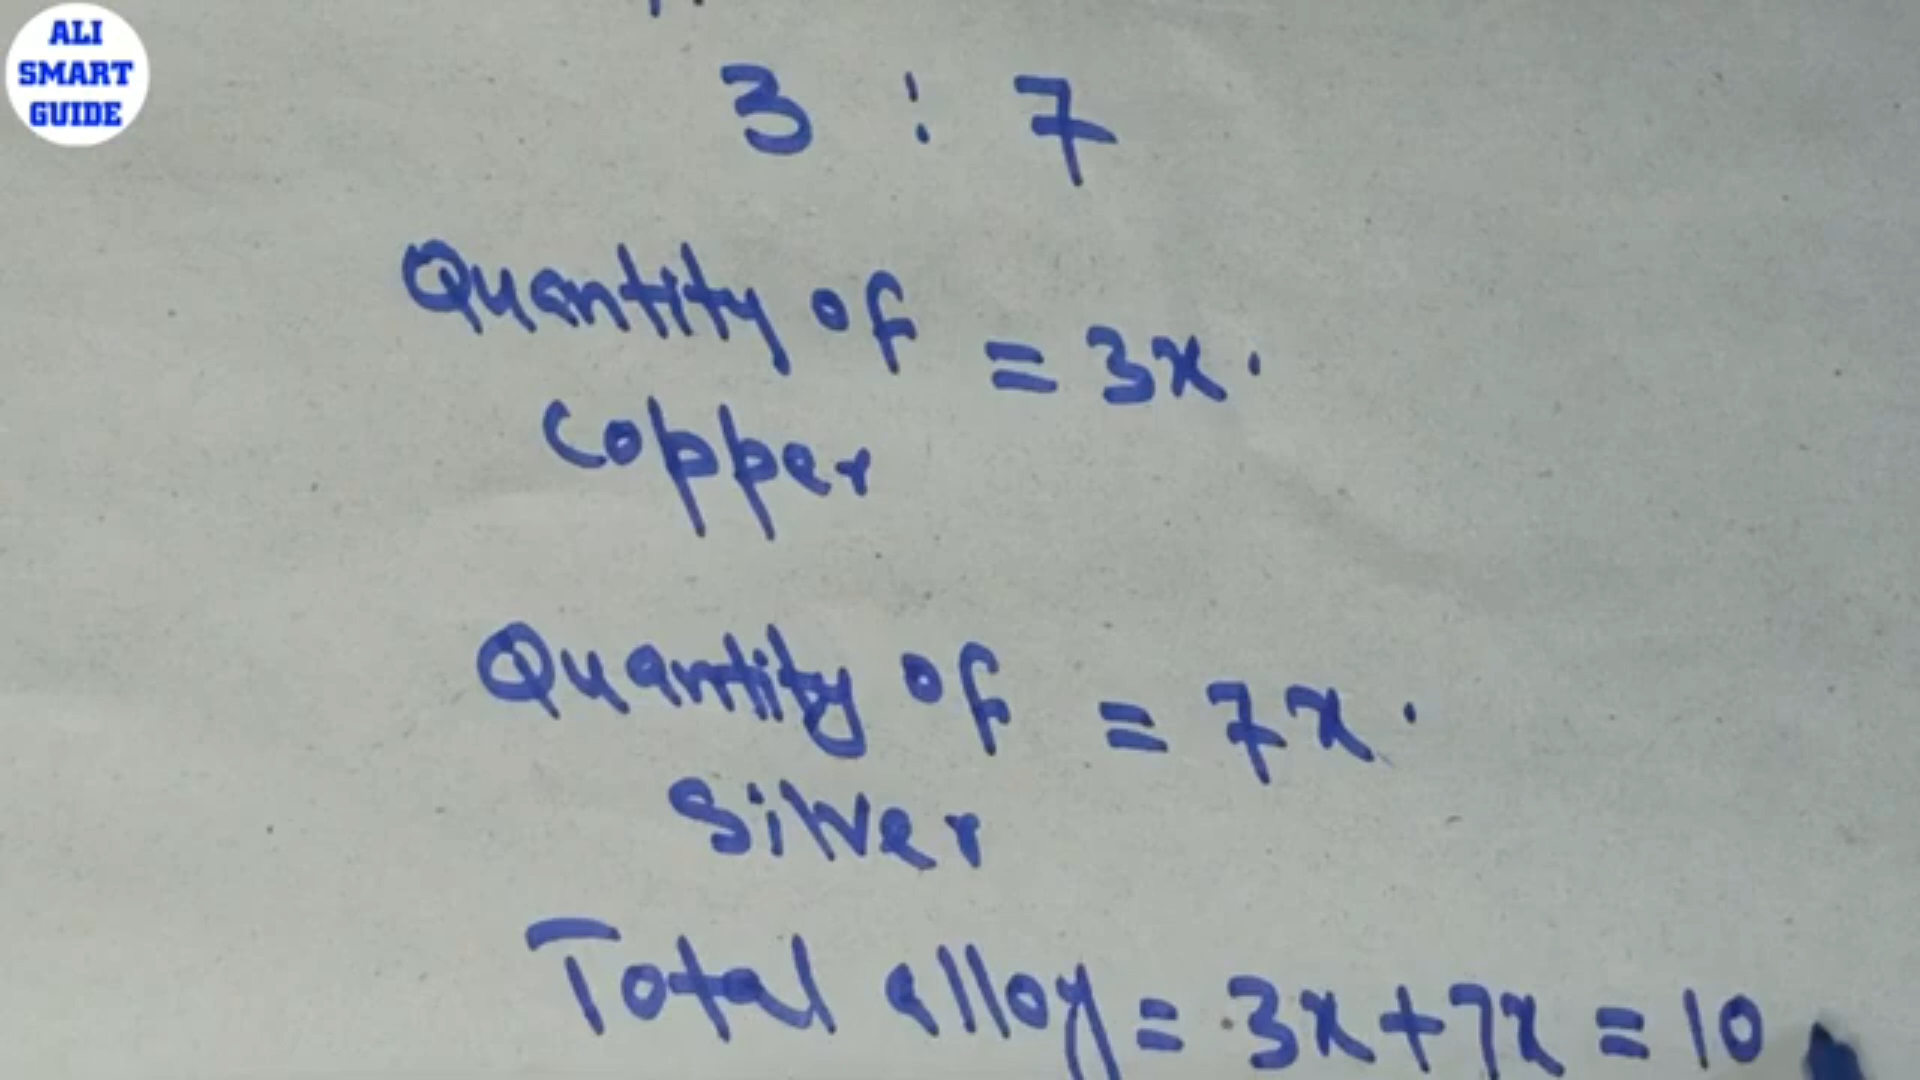 ALI
SMART
GUIDE
3 : 7
Quantity of = 3x.
Copper
Quantity of = 7x.
Silver
Total alloy = 3x+7x = 10